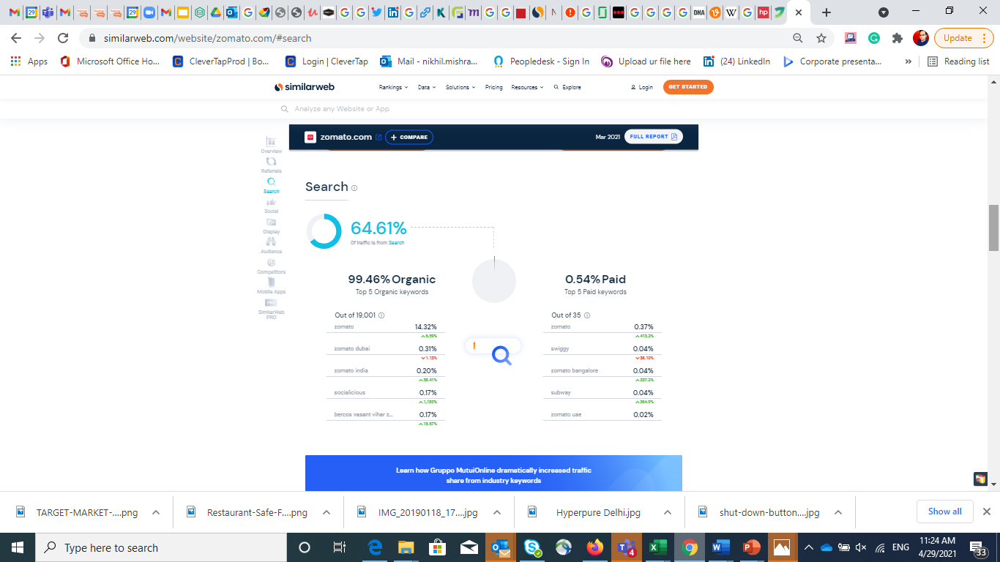 similarweb.com/website/zomato.com/#search
Update
Apps
Microsoft Office Ho...
CleverTapProd | Bo...
Login | CleverTap
Mail - nikhil.mishra...
Peopledesk - Sign In
Upload ur file here
(24) LinkedIn
Corporate presenta...
»
Reading list
similarweb
Rankings
Data
Solutions
Pricing
Resources
Explore
Login
GET STARTED
Analyze any Website or App
zomato.com
+ COMPARE
Mar 2021
FULL REPORT
Overview
Referrals
Search
Social
Display
Audience
Competitors
Mobile Apps
SimilarWeb
PRO
Search
64.61%
Of traffic is from Search
99.46% Organic
Top 5 Organic keywords
Out of 19,001
zomato 14.32%
6.59%
zomato dubai 0.31%
1.13%
zomato india 0.20%
36.41%
socialicious 0.17%
1,150%
bercos vasant vihar z... 0.17%
15.67%
0.54% Paid
Top 5 Paid keywords
Out of 35
zomato 0.37%
413.2%
swiggy 0.04%
36.10%
zomato bangalore 0.04%
237.2%
subway 0.04%
364.9%
zomato uae 0.02%
Learn how Gruppo MutuiOnline dramatically increased traffic
share from industry keywords
TARGET-MARKET-....png
Restaurant-Safe-F....png
IMG_20190118_17....jpg
Hyperpure Delhi.jpg
shut-down-button....jpg
Show all
Type here to search
4
ENG
11:24 AM
4/29/2021
33